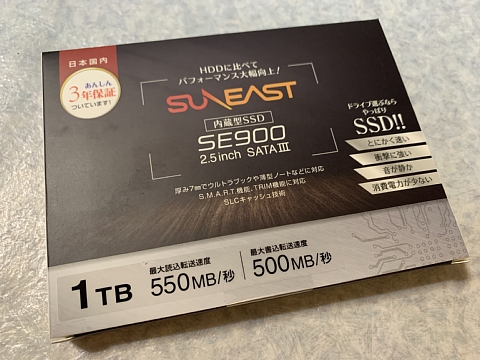 日本国内
あんしん
3年保証
ついています!
HDDに比べて
パフォーマンス大幅向上!
SUNEAST
内蔵型SSD
SE900
2.5inch SATAⅢ
厚み7㎜でウルトラブックや薄型ノートなどに対応
S.M.A.R.T.機能、TRIM機能に対応
SLCキャッシュ技術
ドライブ選ぶなら
やっぱり
SSD!!
とにかく速い
衝撃に強い
音が静か
消費電力が少ない
1TB
最大読込転送速度
550MB/秒
最大書込転送速度
500MB/秒